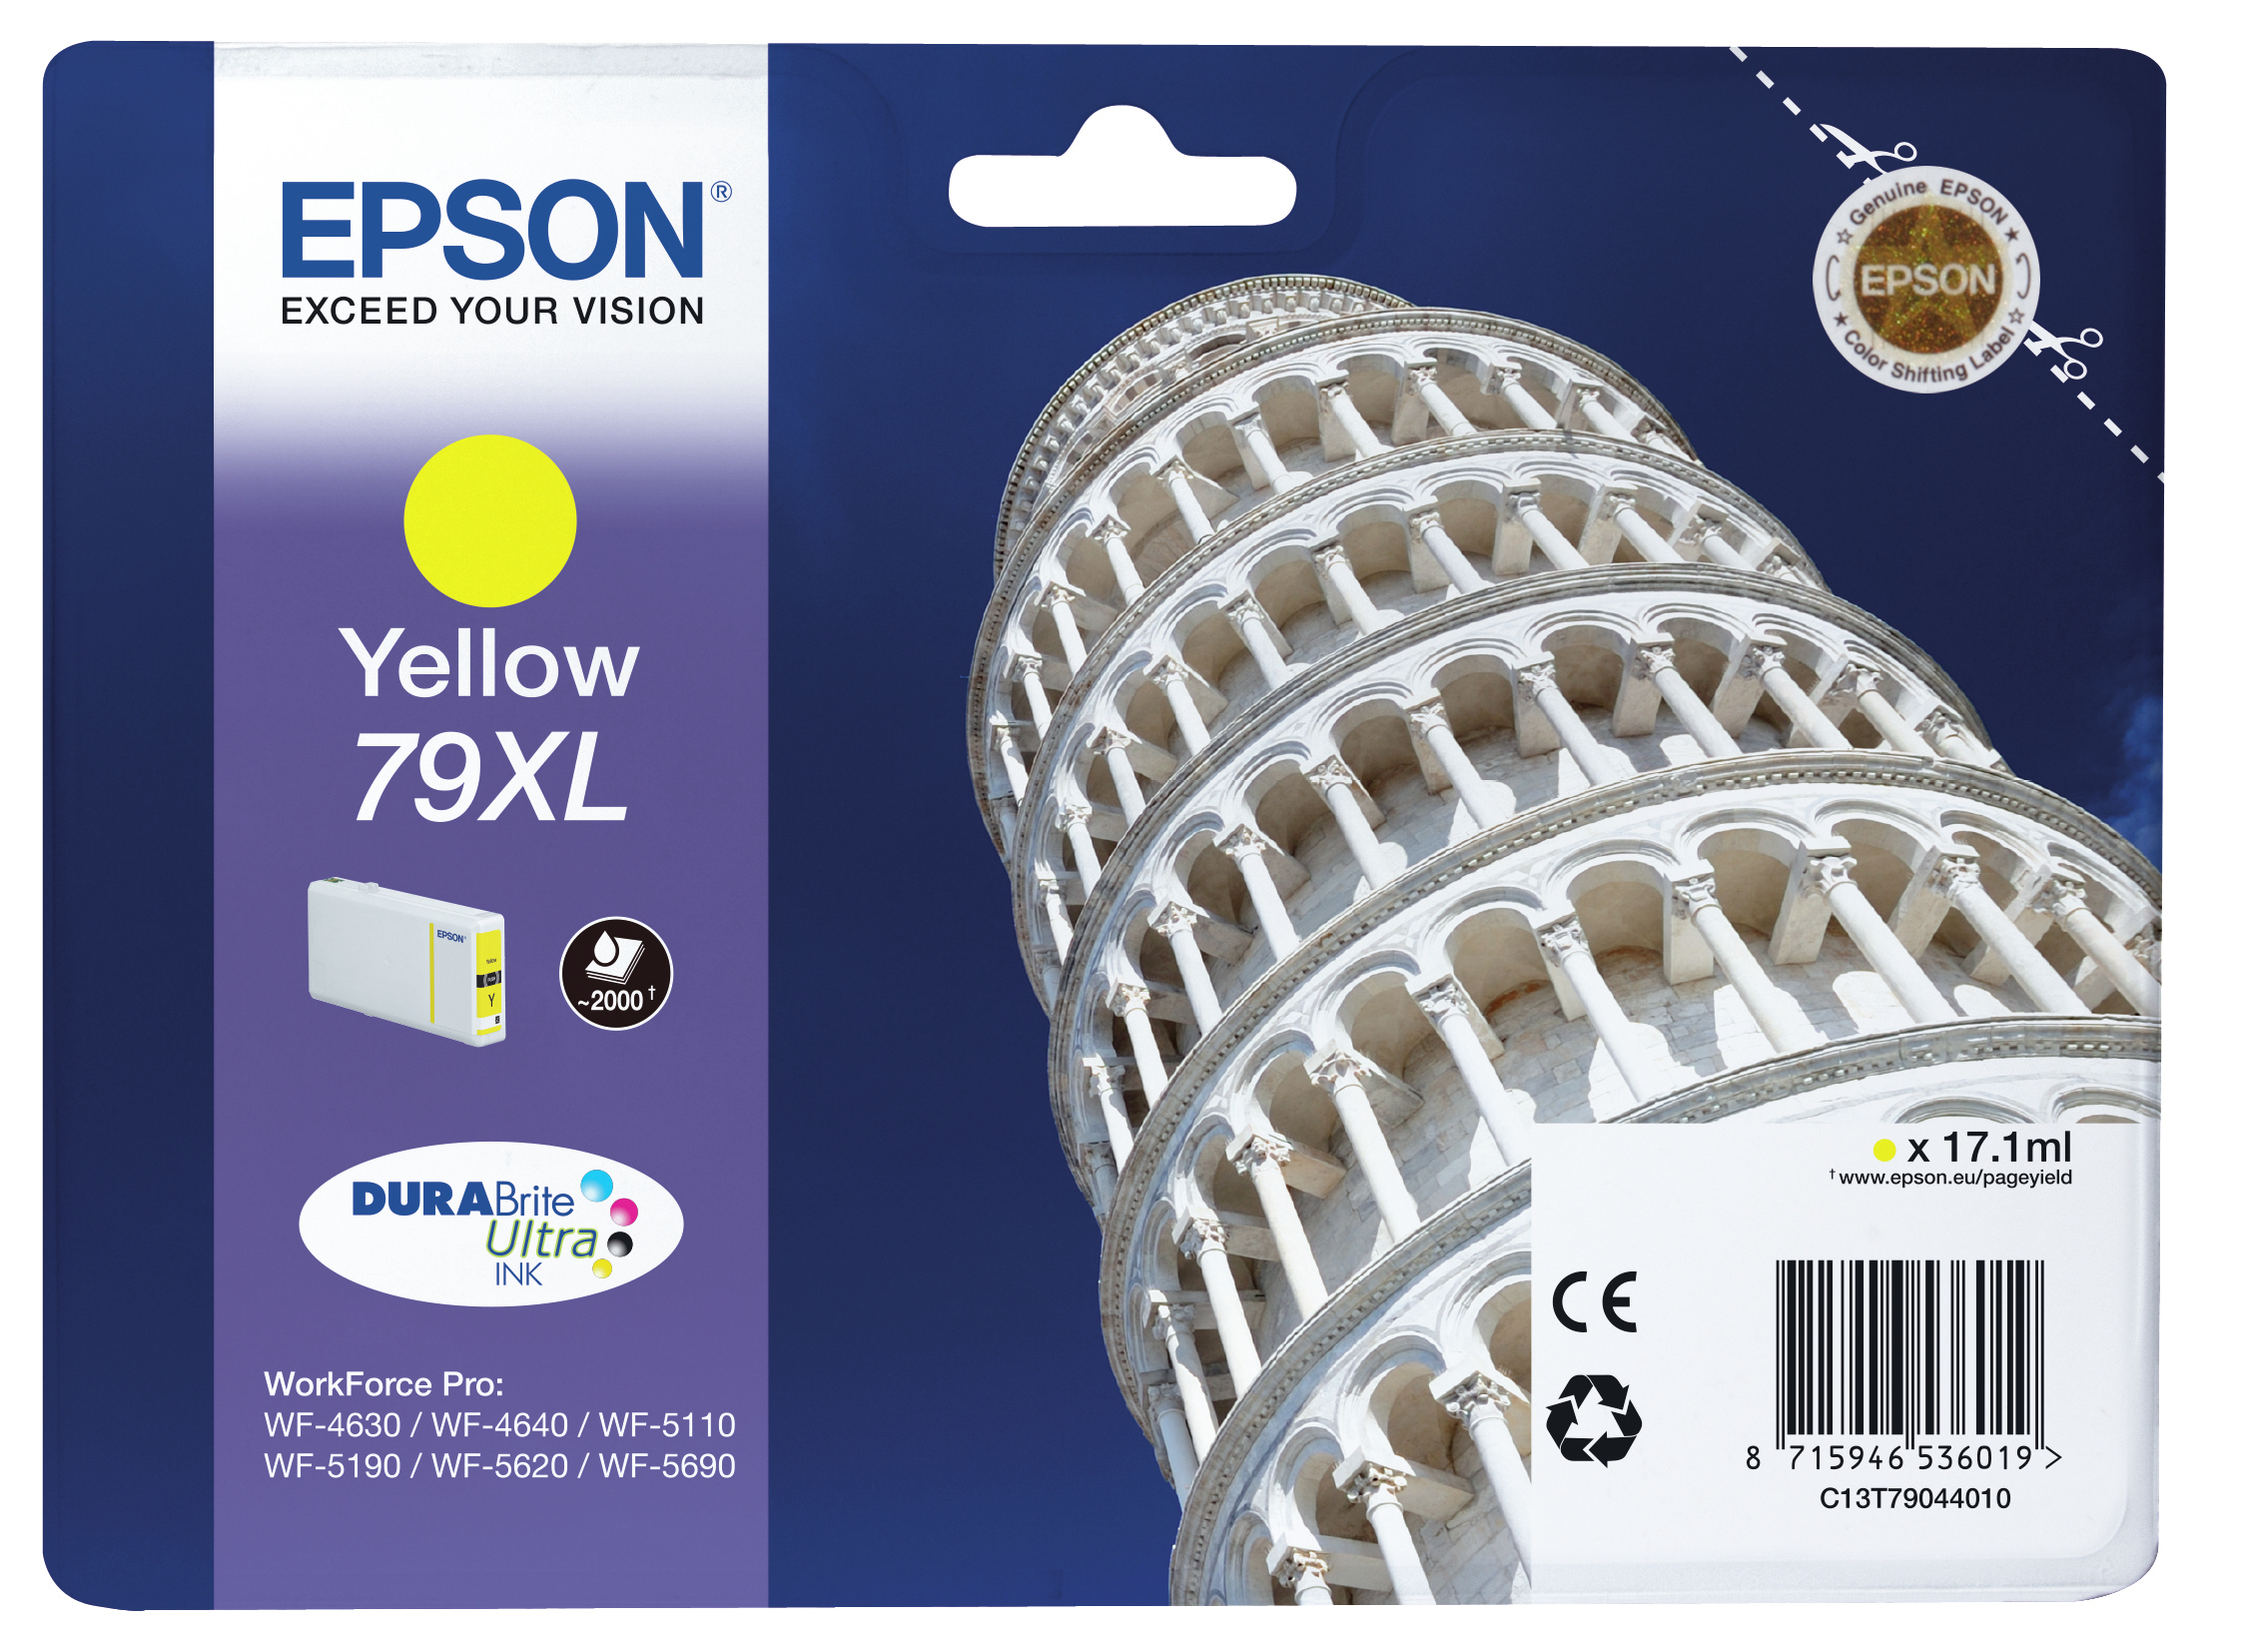 EPSON®
EXCEED YOUR VISION
Yellow
79XL
EPSON
Yellow
Y
~2000†
DURABrite
Ultra
INK
WorkForce Pro:
WF-4630 / WF-4640 / WF-5110
WF-5190 / WF-5620 / WF-5690
Genuine EPSON
EPSON
Color Shifting Label
x 17.1ml
† www.epson.eu/pageyield
CE
8 715946 536019 >
C13T79044010